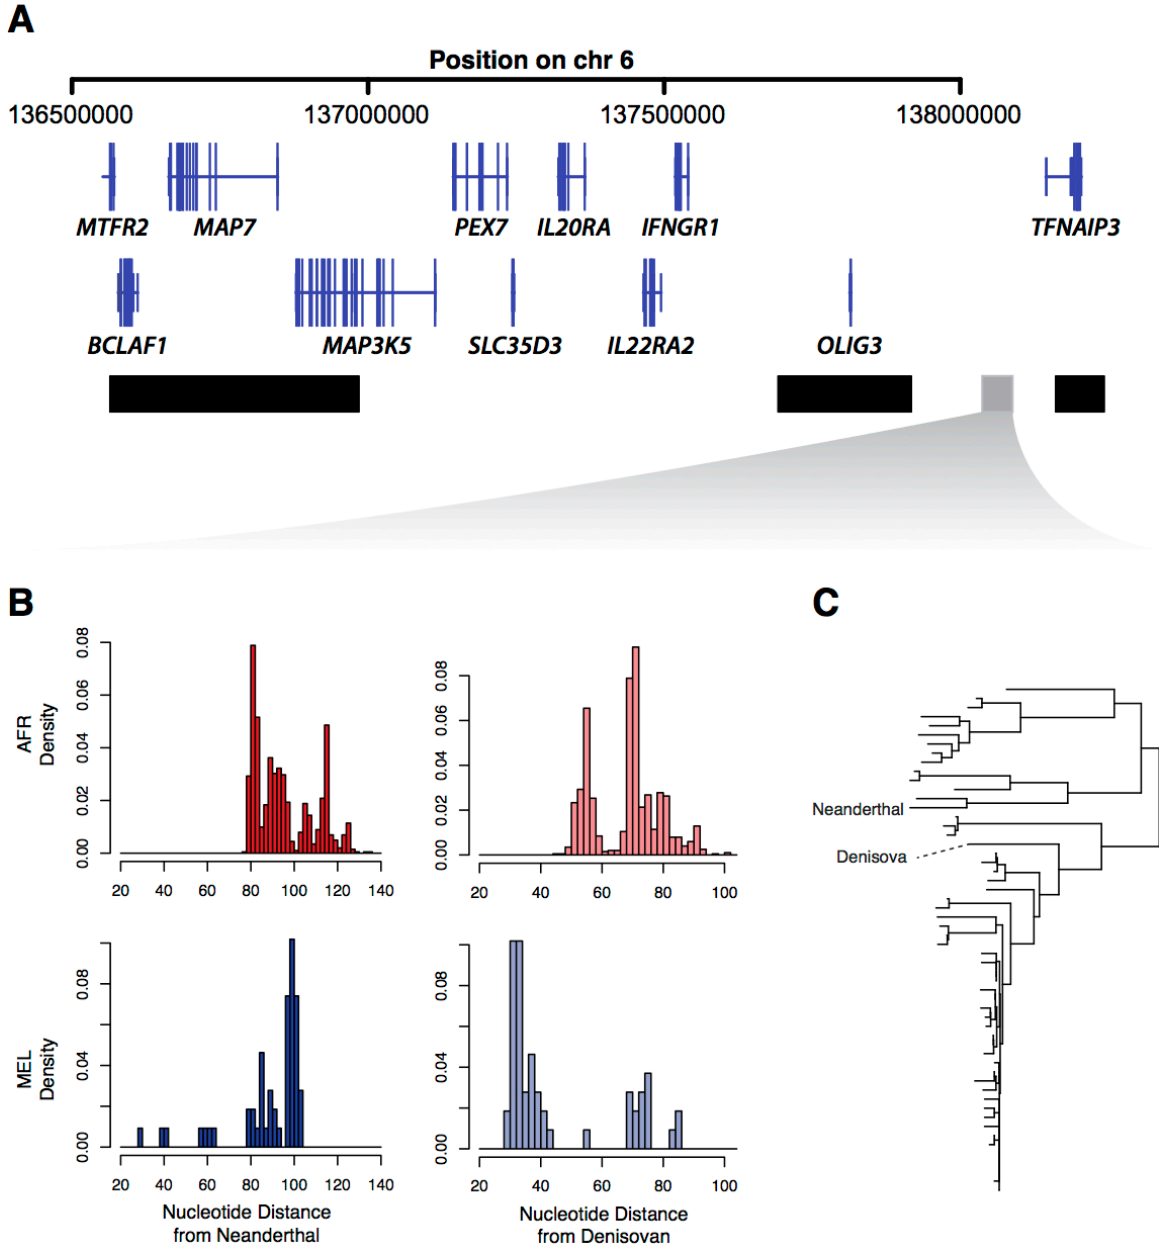 A
Position on chr 6
136500000 137000000 137500000 138000000
MTFR2 MAP7 PEX7 IL20RA IFNGR1 TFNAIP3
BCLAF1 MAP3K5 SLC35D3 IL22RA2 OLIG3
B
C
AFR
Density
0.00 0.02 0.04 0.06 0.08
20 40 60 80 100 120 140
0.00 0.02 0.04 0.06 0.08
20 40 60 80 100
MEL
Density
0.00 0.04 0.08
20 40 60 80 100 120 140
Nucleotide Distance
from Neanderthal
0.00 0.04 0.08
20 40 60 80 100
Nucleotide Distance
from Denisovan
Neanderthal
Denisova